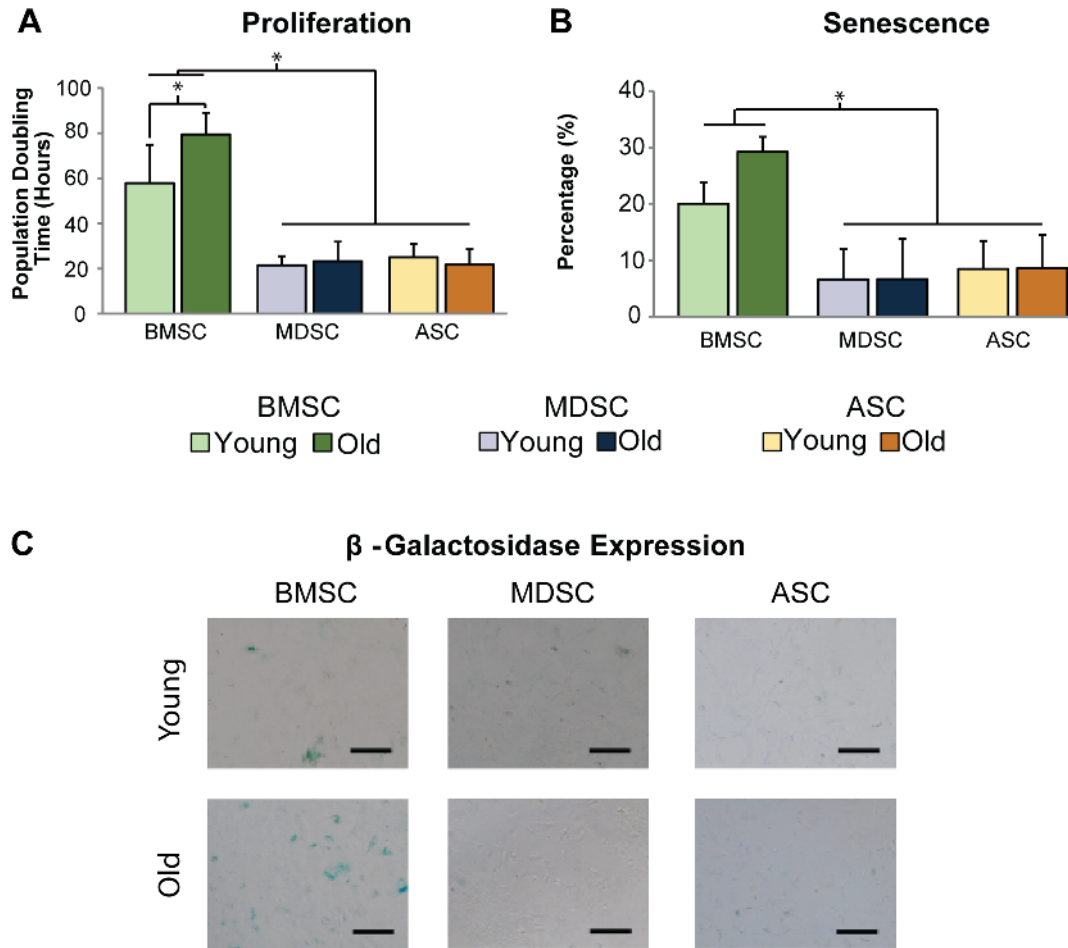 A
Proliferation
Population Doubling
Time (Hours)
100
80
60
40
20
0
*
*
BMSC
MDSC
ASC
B
Senescence
Percentage (%)
40
30
20
10
0
*
BMSC
MDSC
ASC
BMSC
Young
Old
MDSC
Young
Old
ASC
Young
Old
C
β -Galactosidase Expression
BMSC
MDSC
ASC
Young
Old